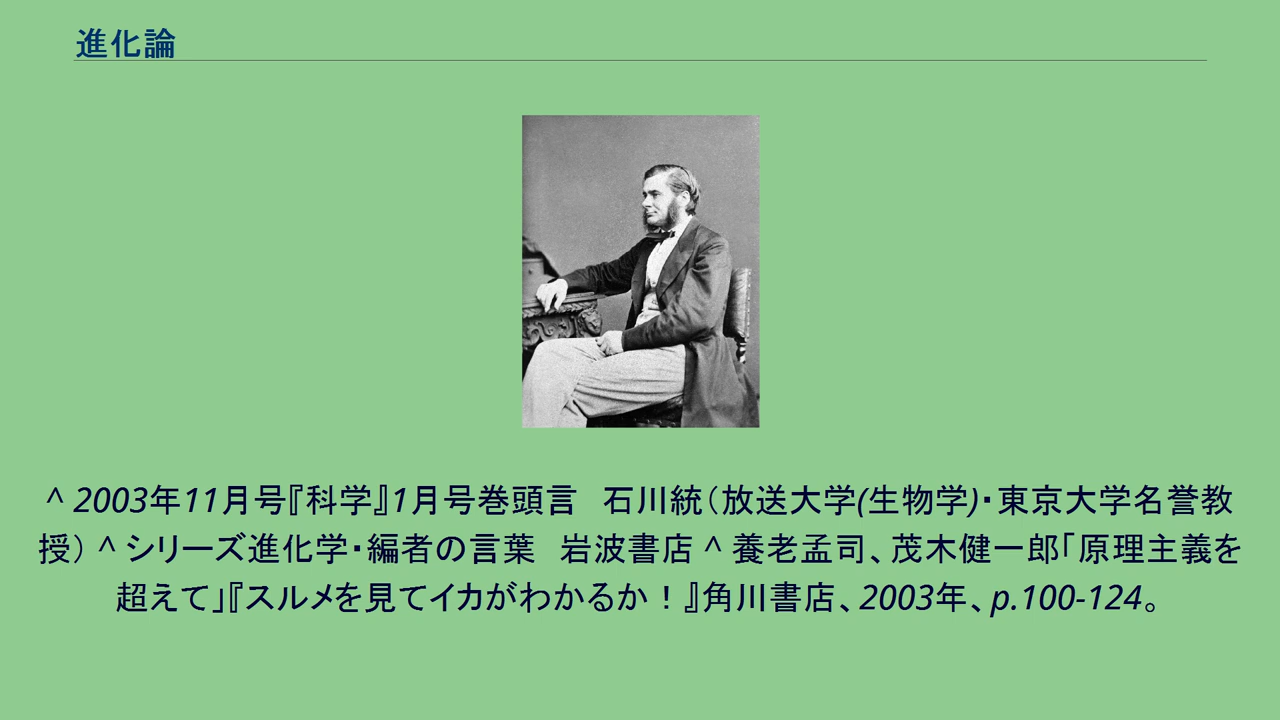 進化論
^ 2003年11月号『科学』1月号巻頭言　石川統（放送大学(生物学)・東京大学名誉教
授） ^ シリーズ進化学・編者の言葉　岩波書店 ^ 養老孟司、茂木健一郎「原理主義を
超えて」『スルメを見てイカがわかるか！』角川書店、2003年、p.100-124。